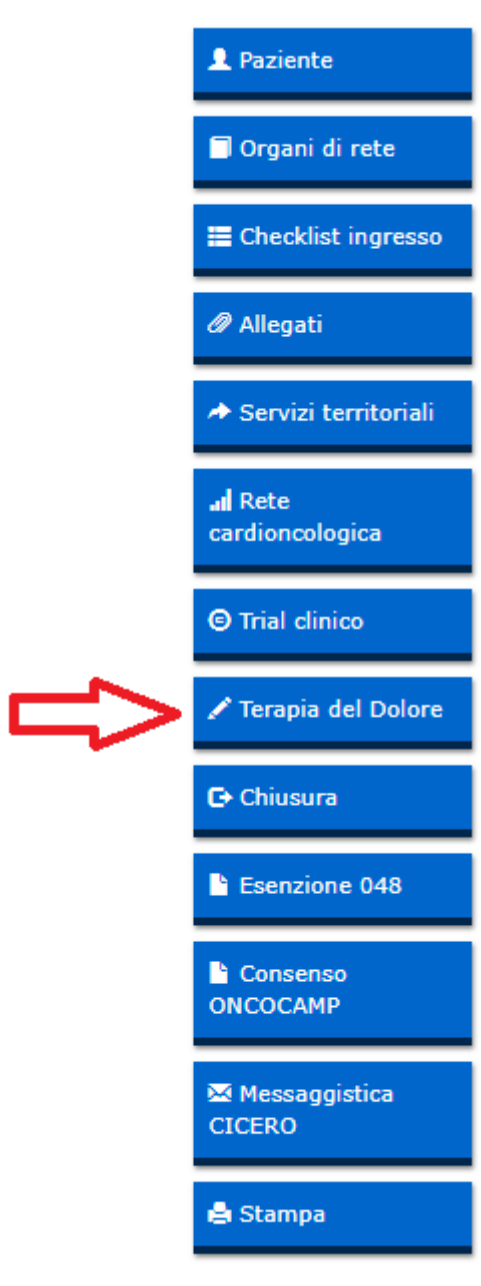 Paziente
Organi di rete
Checklist ingresso
Allegati
Servizi territoriali
Rete
cardioncologica
Trial clinico
Terapia del Dolore
Chiusura
Esenzione 048
Consenso
ONCOCAMP
Messaggistica
CICERO
Stampa